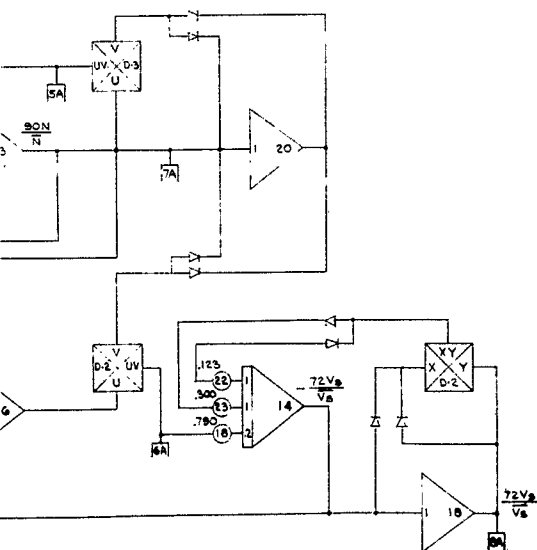 V
UV D-3
U
5A
90N
N
3
7A
1 20
V
D-2 UV
U
6A
G
.123
22 1
.300
23 1
.790
18 .2
14
- 72Vs
Vs
XY
X Y
D-2
1 18
72Vs
Vs
8A